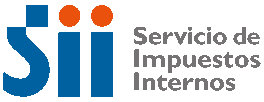 Sii
Servicio de
Impuestos
Internos